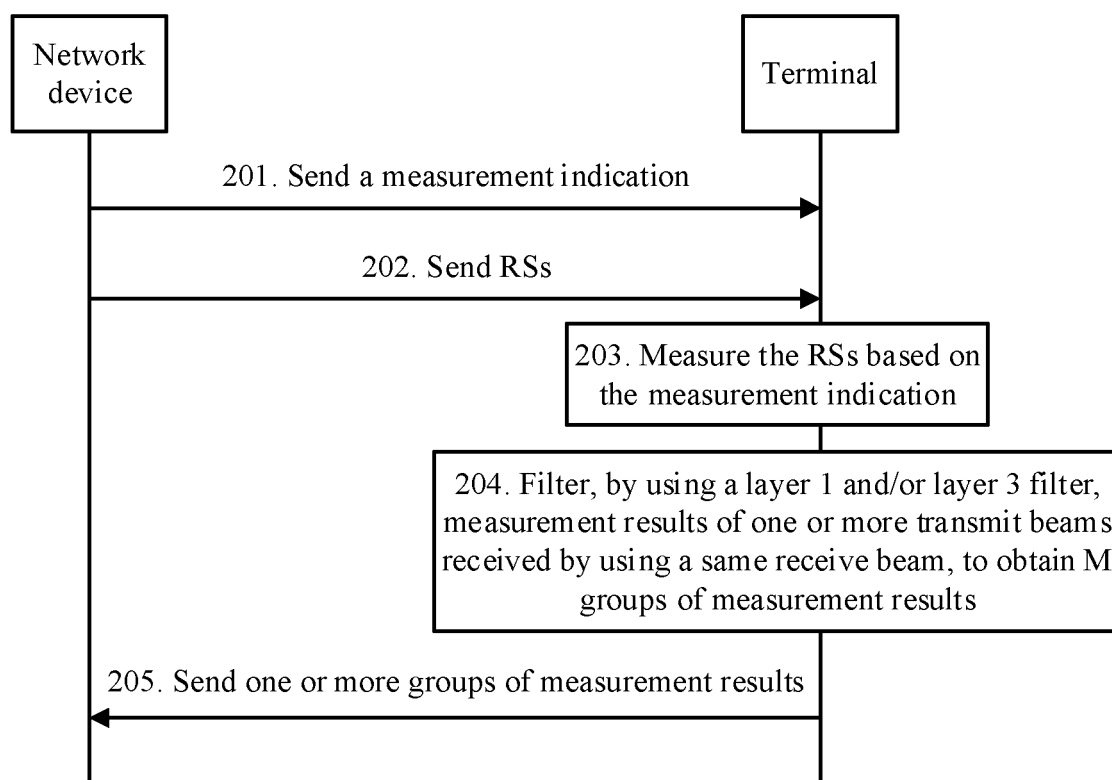 Network
device
Terminal
201. Send a measurement indication
202. Send RSs
203. Measure the RSs based on
the measurement indication
204. Filter, by using a layer 1 and/or layer 3 filter,
measurement results of one or more transmit beams
received by using a same receive beam, to obtain M
groups of measurement results
205. Send one or more groups of measurement results